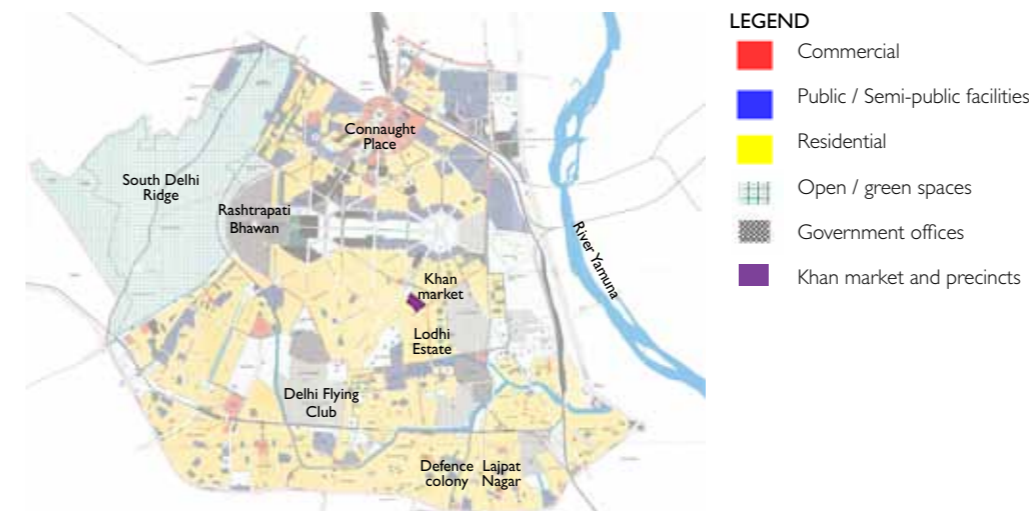 Connaught
Place
South Delhi
Ridge
Rashtrapati
Bhawan
River Yamuna
Khan
market
Lodhi
Estate
Delhi Flying
Club
Defence
colony
Lajpat
Nagar
LEGEND
Commercial
Public / Semi-public facilities
Residential
Open / green spaces
Government offices
Khan market and precincts